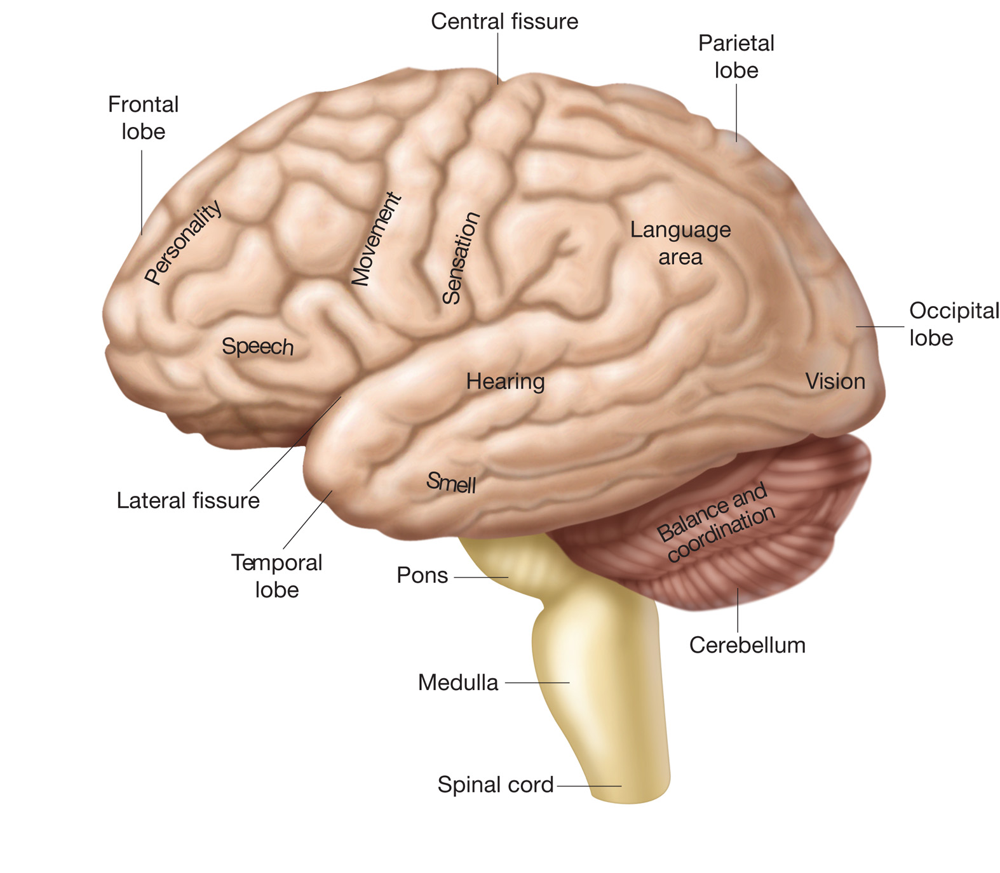 Central fissure
Parietal
lobe
Frontal
lobe
Personality
Movement
Sensation
Language
area
Occipital
lobe
Speech
Hearing
Vision
Smell
Lateral fissure
Balance and
coordination
Temporal
lobe
Pons
Cerebellum
Medulla
Spinal cord